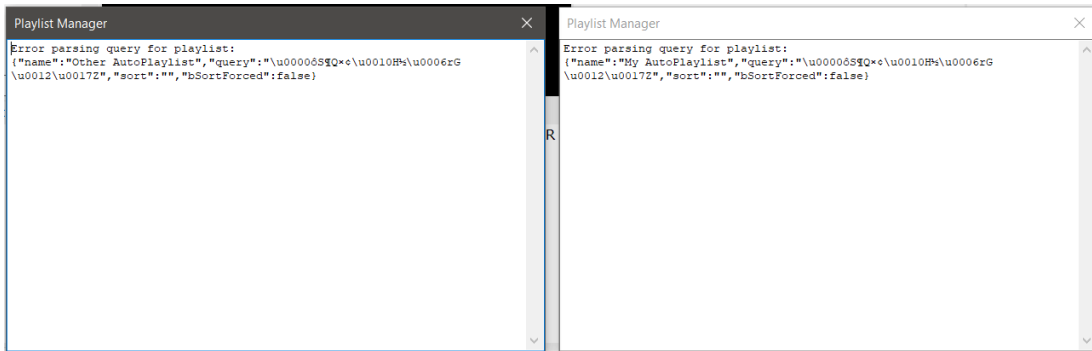 Playlist Manager
Error parsing query for playlist:
{"name":"Other AutoPlaylist","query":"\u0000ôS¶Q×¢\u0010H½\u0006rG
\u0012\u0017Z","sort":"","bSortForced":false}
Playlist Manager
Error parsing query for playlist:
{"name":"My AutoPlaylist","query":"\u0000ôS¶Q×¢\u0010H½\u0006rG
\u0012\u0017Z","sort":"","bSortForced":false}
R